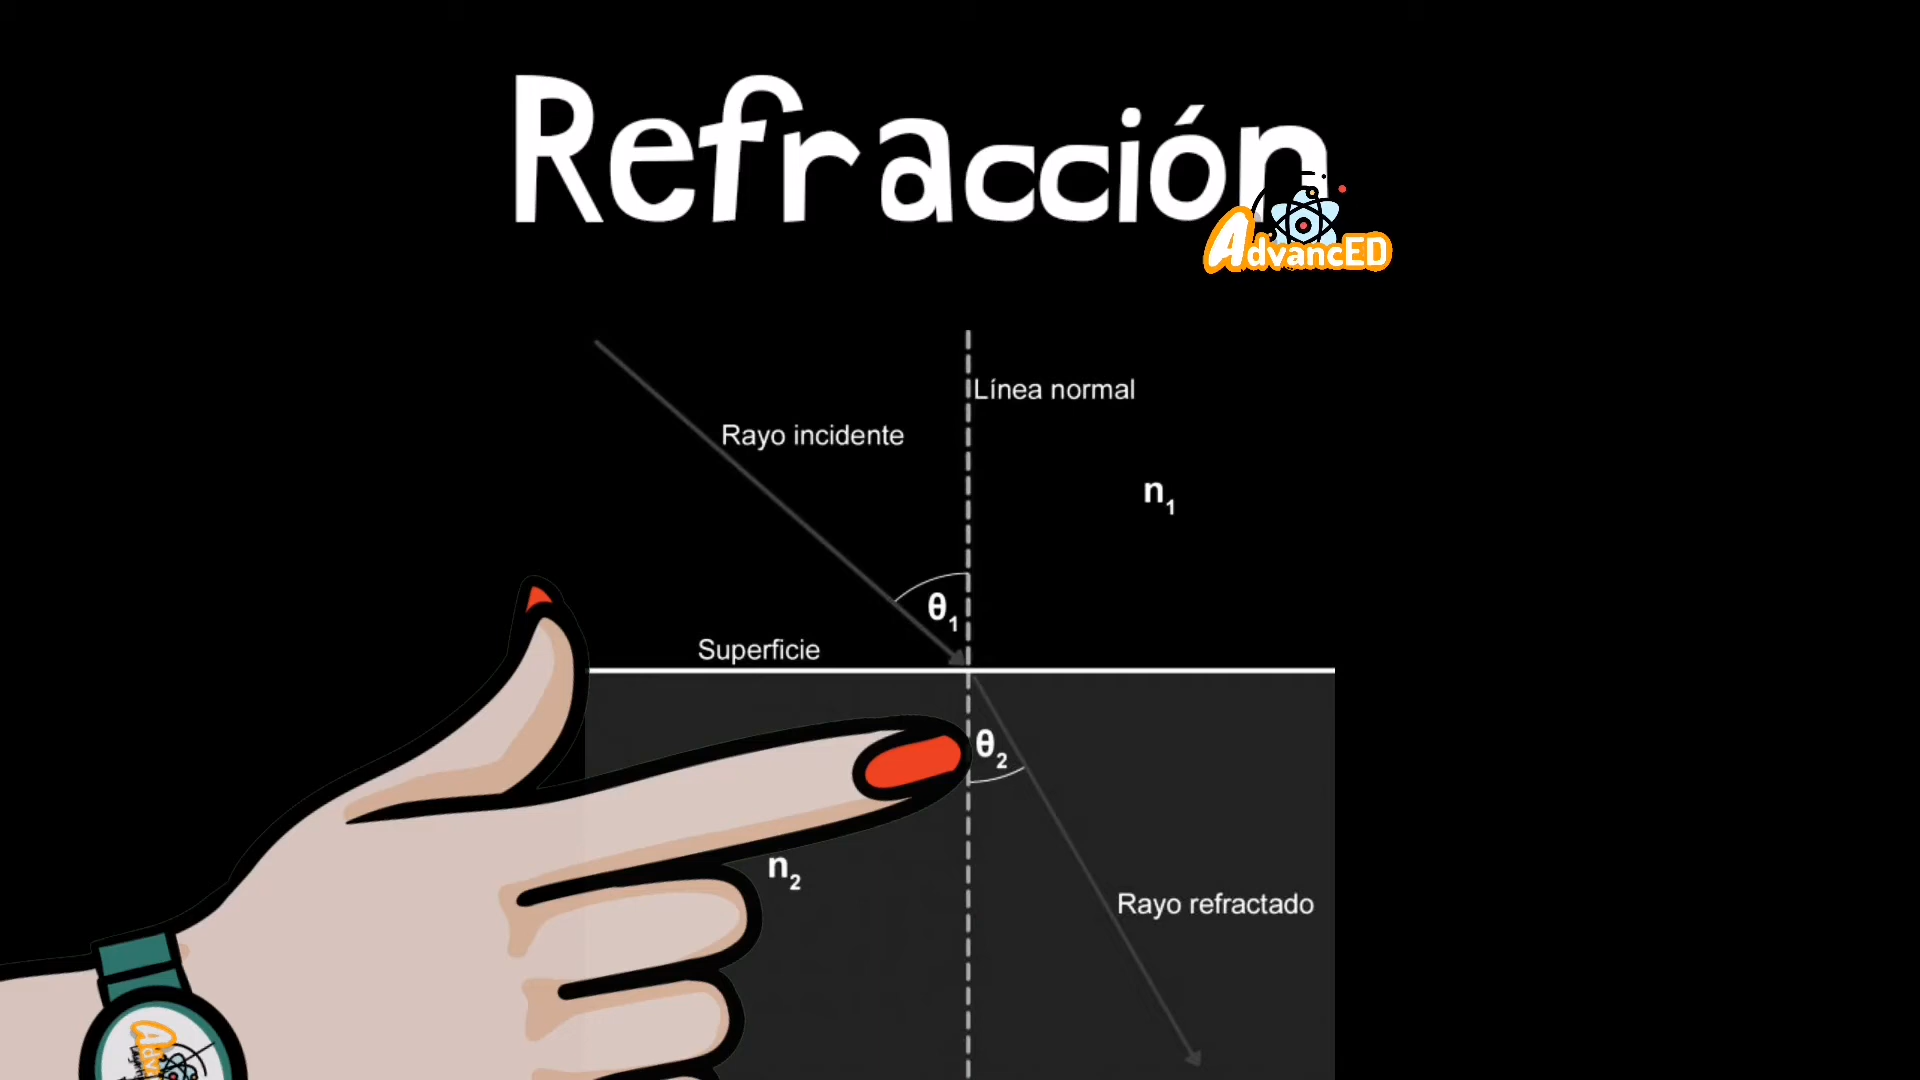 Refracción
AdvancED
Línea normal
Rayo incidente
n₁
θ₁
Superficie
θ₂
n₂
Rayo refractado